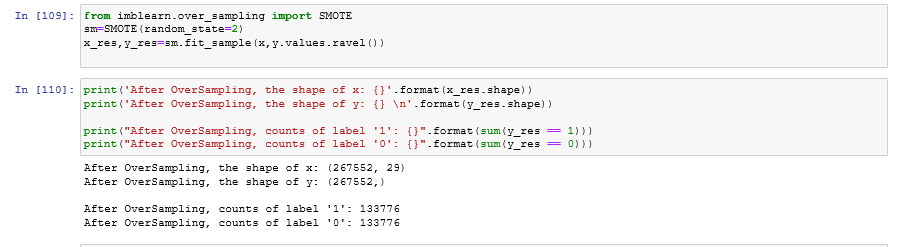 In [109]: from imblearn.over_sampling import SMOTE
sm=SMOTE(random_state=2)
x_res,y_res=sm.fit_sample(x,y.values.ravel())
In [110]: print('After OverSampling, the shape of x: {}'.format(x_res.shape))
print('After OverSampling, the shape of y: {} \n'.format(y_res.shape))
print("After OverSampling, counts of label '1': {}".format(sum(y_res == 1)))
print("After OverSampling, counts of label '0': {}".format(sum(y_res == 0)))
After OverSampling, the shape of x: (267552, 29)
After OverSampling, the shape of y: (267552,)
After OverSampling, counts of label '1': 133776
After OverSampling, counts of label '0': 133776